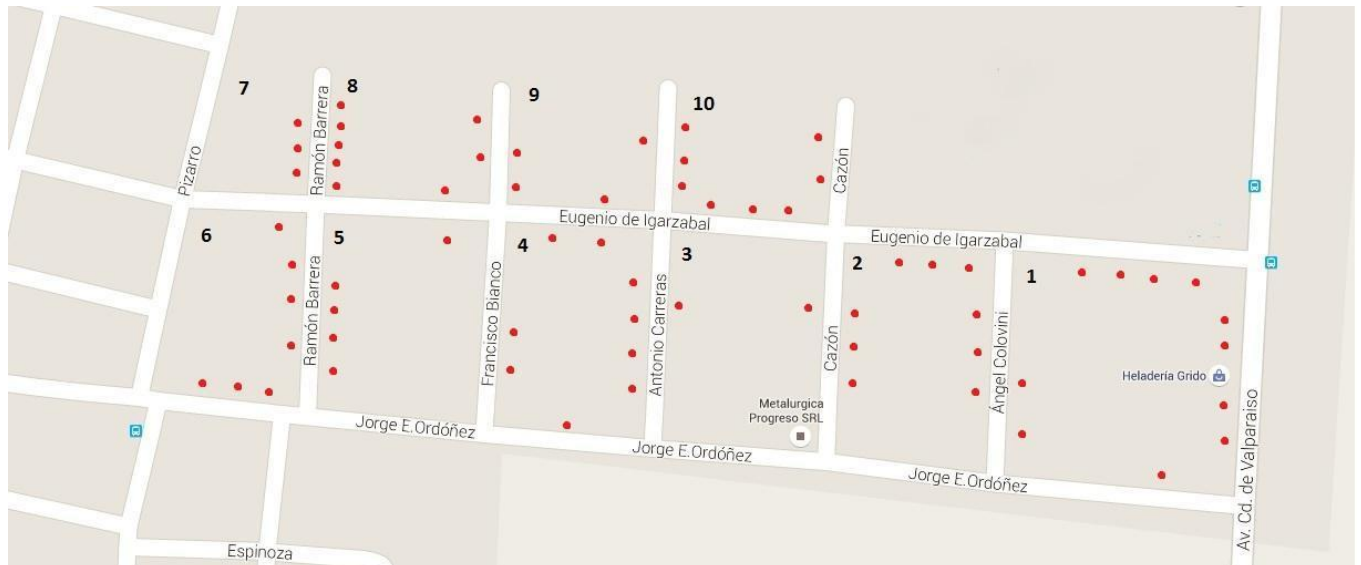 7
8
9
10
Ramón Barrera
Pizarro
Cazón
Eugenio de Igarzabal
Eugenio de Igarzabal
6
5
4
3
2
1
Ramón Barrera
Francisco Bianco
Antonio Carreras
Cazón
Ángel Colovini
Heladería Grido
Metalurgica
Progreso SRL
Av. Cd. de Valparaiso
Jorge E.Ordóñez
Jorge E.Ordóñez
Jorge E.Ordóñez
Espinoza